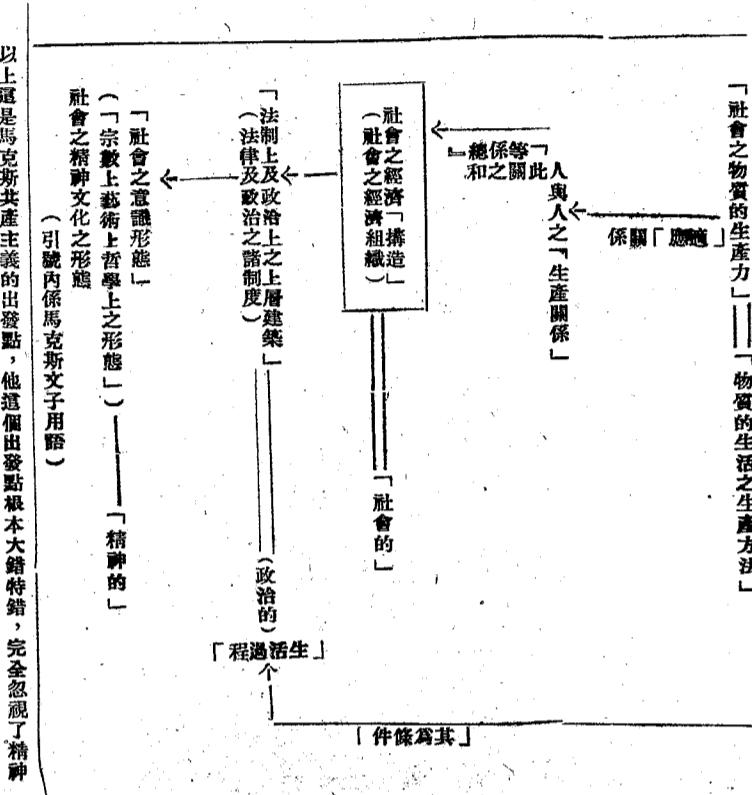 「社會之物質的生產力」「物質的生活之生產方法」
「適應」關係
人與人之「生產關係」
「此等關係之總和」
社會之經濟「搆造」
（社會之經濟組織）
「社會的」
「法制上及政治上之上層建築」
（法律及政治之諸制度）
（政治的）
「生活過程」
「其為條件」
「社會之意識形態」
（「宗教上藝術上哲學上之形態」）
「精神的」
社會之精神文化之形態
（引號內係馬克斯文子用語）
以上這是馬克斯共產主義的出發點，他這個出發點根本大錯特錯，完全忽視了精神